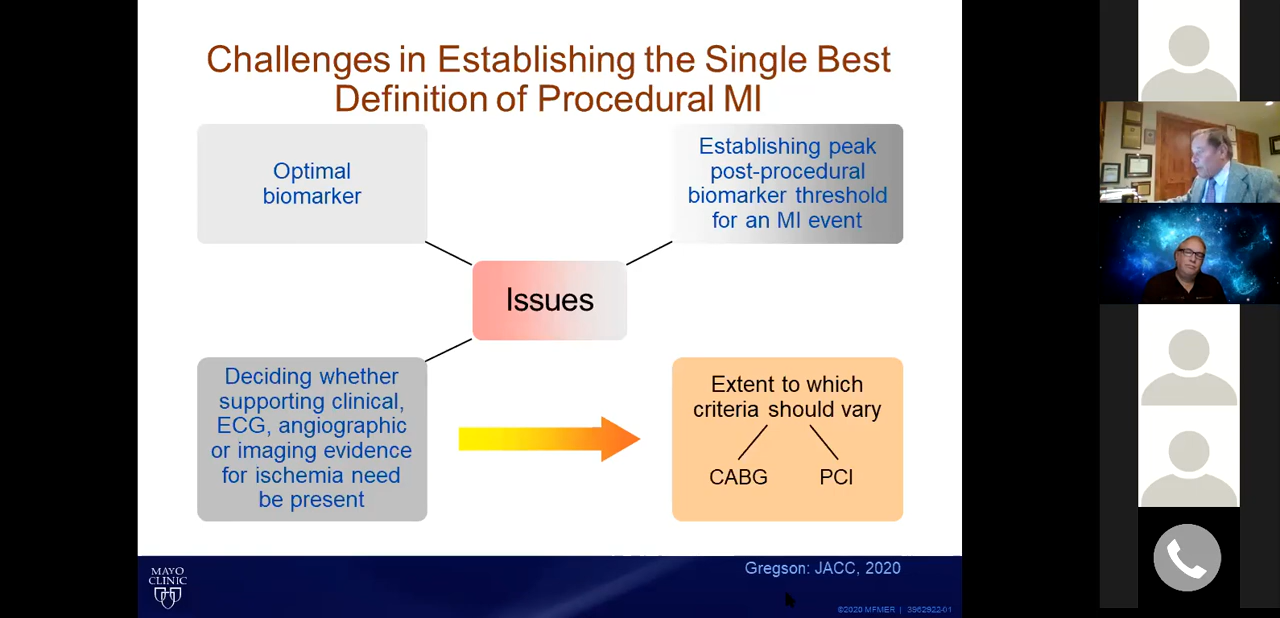 Challenges in Establishing the Single Best
Definition of Procedural MI
Optimal
biomarker
Establishing peak
post-procedural
biomarker threshold
for an MI event
Issues
Deciding whether
supporting clinical,
ECG, angiographic
or imaging evidence
for ischemia need
be present
Extent to which
criteria should vary
CABG PCI
Gregson: JACC, 2020
MAYO
CLINIC
©2020 MFMER | 3962922-01